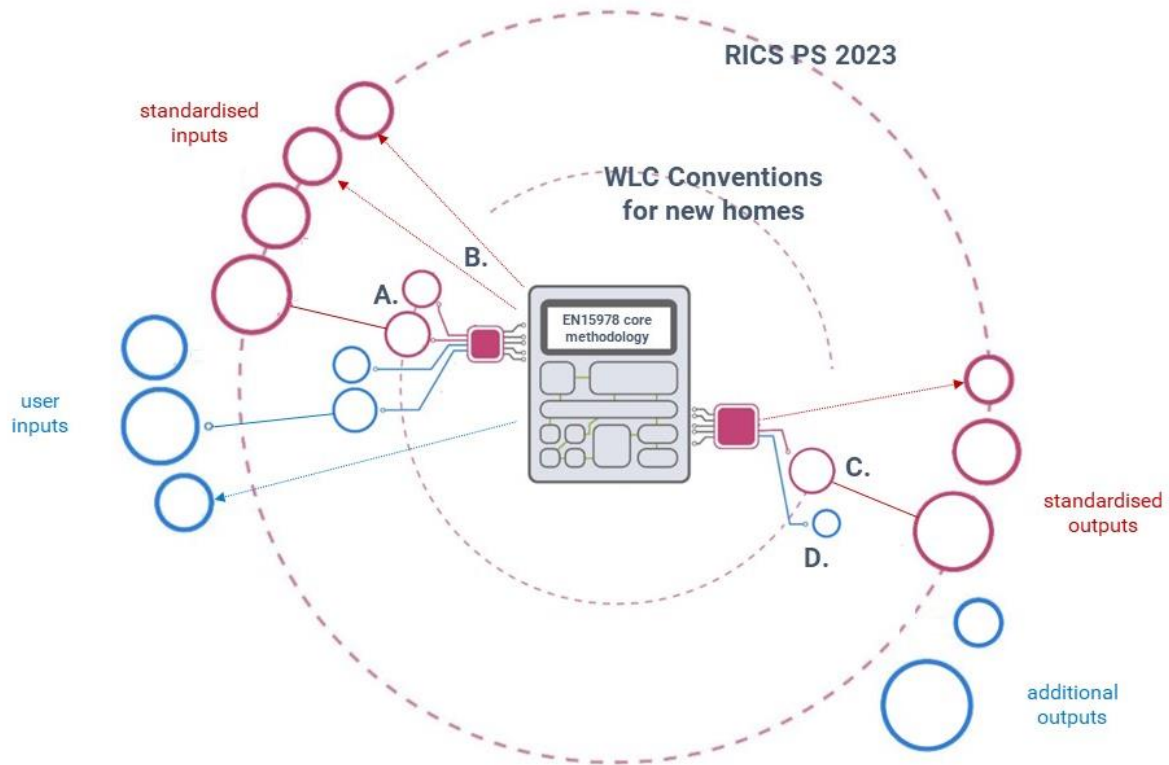 RICS PS 2023
standardised
inputs
WLC Conventions
for new homes
B.
A.
EN15978 core
methodology
user
inputs
C.
standardised
outputs
D.
additional
outputs